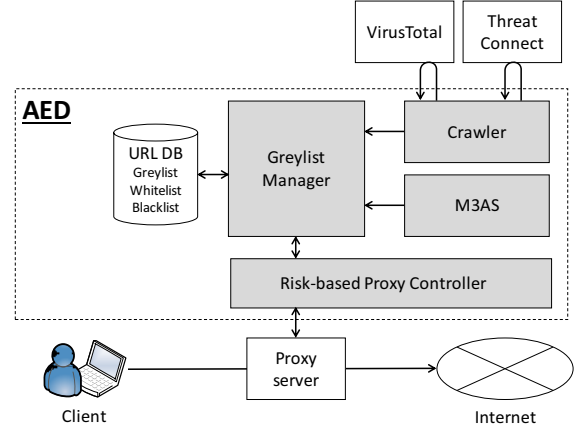 VirusTotal
Threat
Connect
AED
URL DB
Greylist
Whitelist
Blacklist
Greylist
Manager
Crawler
M3AS
Risk-based Proxy Controller
Proxy
server
Client
Internet